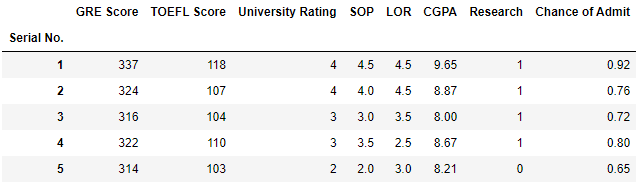 GRE Score TOEFL Score University Rating SOP LOR CGPA Research Chance of Admit
Serial No.
1 337 118 4 4.5 4.5 9.65 1 0.92
2 324 107 4 4.0 4.5 8.87 1 0.76
3 316 104 3 3.0 3.5 8.00 1 0.72
4 322 110 3 3.5 2.5 8.67 1 0.80
5 314 103 2 2.0 3.0 8.21 0 0.65